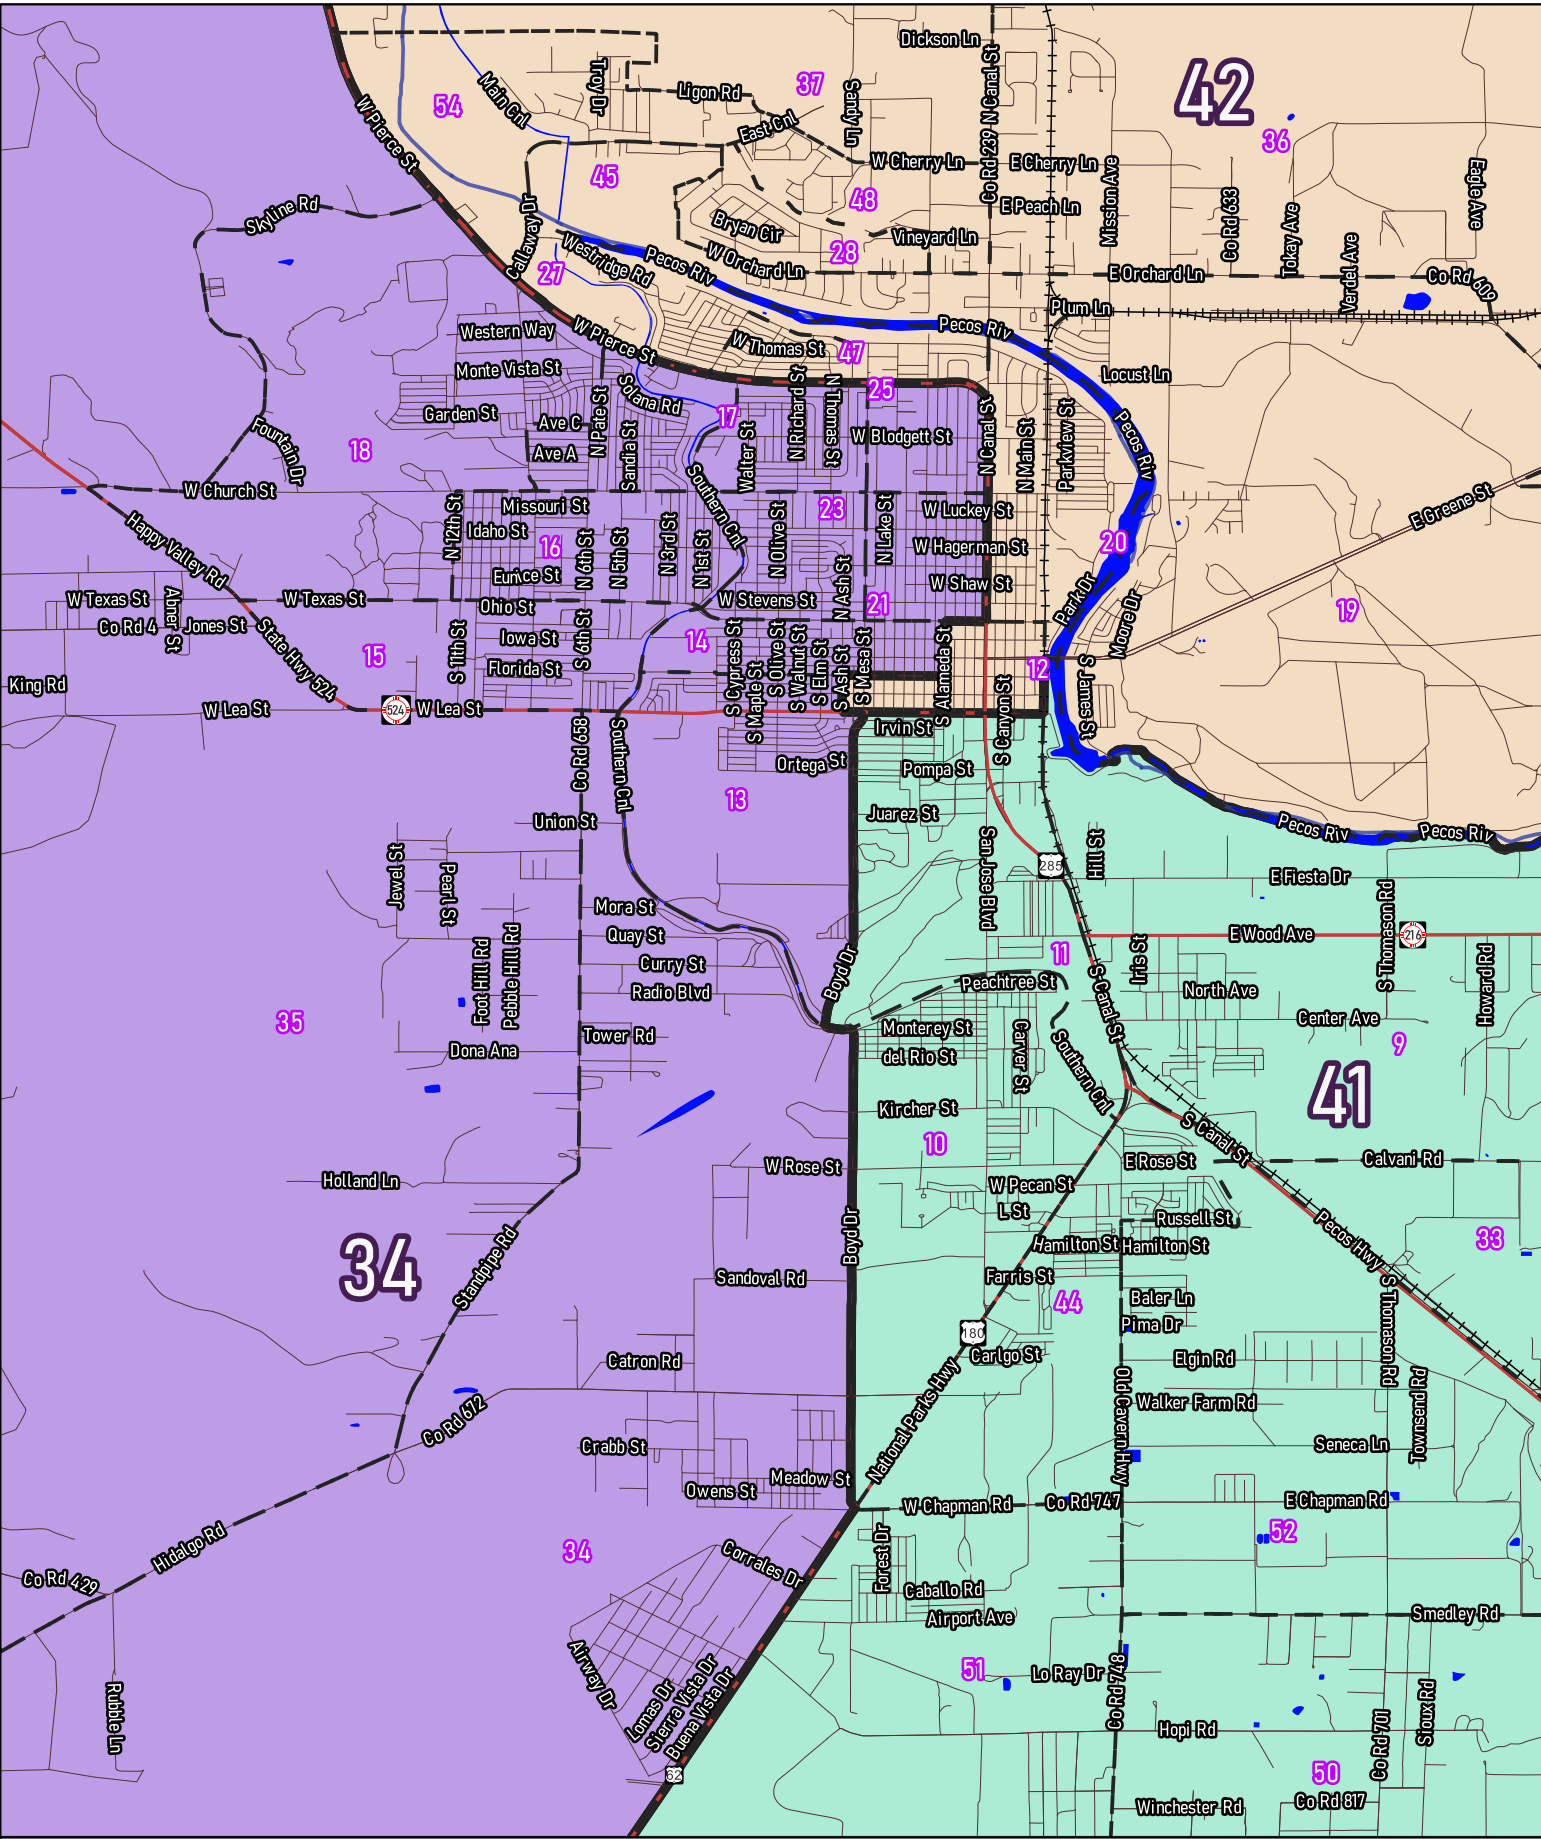 Dickson Ln
42
37
Troy Dr
Main Cnl
54
Ligon Rd
Sandy Ln
N Canal St
W Pierce St
East Cnl
36
Co Rd 239
W Cherry Ln
E Cherry Ln
45
48
Mission Ave
Eagle Ave
Skyline Rd
Callaway Dr
Bryan Cir
E Peach Ln
Co Rd 633
Tokay Ave
Vineyard Ln
28
Verdel Ave
Westridge Rd
27
Pecos Riv
W Orchard Ln
E Orchard Ln
Co Rd 609
Plum Ln
Western Way
W Pierce St
Pecos Riv
W Thomas St
47
Monte Vista St
Locust Ln
25
Solana Rd
N Pate St
N Richard St
N Thomas St
Garden St
Ave C
17
N Canal St
N Main St
Parkview St
Fountain Dr
18
Ave A
Sandia St
Walter St
W Blodgett St
Pecos Riv
W Church St
Missouri St
Southern Cnl
23
W Luckey St
E Greene St
Happy Valley Rd
N 12th St
Idaho St
16
N 6th St
N 5th St
N 3rd St
N 1st St
N Olive St
N Lake St
W Hagerman St
20
Eunice St
N Ash St
W Shaw St
Park Dr
W Texas St
Abner St
W Texas St
Ohio St
W Stevens St
21
19
Moore Dr
Co Rd 4
Jones St
State Hwy 524
Iowa St
S 6th St
14
15
S 11th St
Florida St
S Cypress St
S Maple St
S Olive St
S Walnut St
S Elm St
S Ash St
S Mesa St
S Alameda St
12
S James St
King Rd
W Lea St
524
W Lea St
S Canyon St
Irvin St
Co Rd 658
Southern Cnl
Ortega St
Pompa St
13
Juarez St
Union St
Pecos Riv
Pecos Riv
Jewel St
Pearl St
San Jose Blvd
285
Hill St
E Fiesta Dr
Mora St
S Thomason Rd
Quay St
E Wood Ave
216
Foot Hill Rd
Pebble Hill Rd
Curry St
Boyd Dr
11
Iris St
Howard Rd
Radio Blvd
Peachtree St
S Canal St
North Ave
35
Tower Rd
Monterey St
Center Ave
Dona Ana
del Rio St
Carver St
Southern Cnl
9
41
Kircher St
10
S Canal St
W Rose St
E Rose St
Calvani Rd
Holland Ln
W Pecan St
L St
Russell St
Pecos Hwy
33
Boyd Dr
Hamilton St
Hamilton St
34
Standpipe Rd
Sandoval Rd
Farris St
44
Baler Ln
S Thomason Rd
180
Pima Dr
Catron Rd
Carlgo St
Elgin Rd
Old Cavern Hwy
Townsend Rd
Co Rd 672
National Parks Hwy
Walker Farm Rd
Crabb St
Seneca Ln
Meadow St
Owens St
W Chapman Rd
Co Rd 747
E Chapman Rd
Hidalgo Rd
34
52
Corrales Dr
Forest Dr
Co Rd 429
Caballo Rd
Airport Ave
Smedley Rd
Airway Dr
Rubble Ln
Lomas Dr
Sierra Vista Dr
Buena Vista Dr
51
Lo Ray Dr
Co Rd 748
Sioux Rd
Hopi Rd
Co Rd 701
62
50
Winchester Rd
Co Rd 817